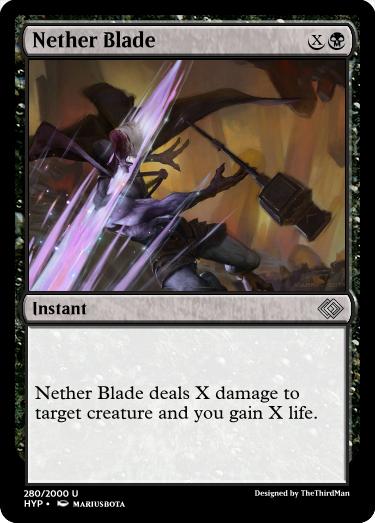 Nether Blade X B
Instant
Nether Blade deals X damage to
target creature and you gain X life.
280/2000 U
Designed by TheThirdMan
HYP • MARIUSBOTA